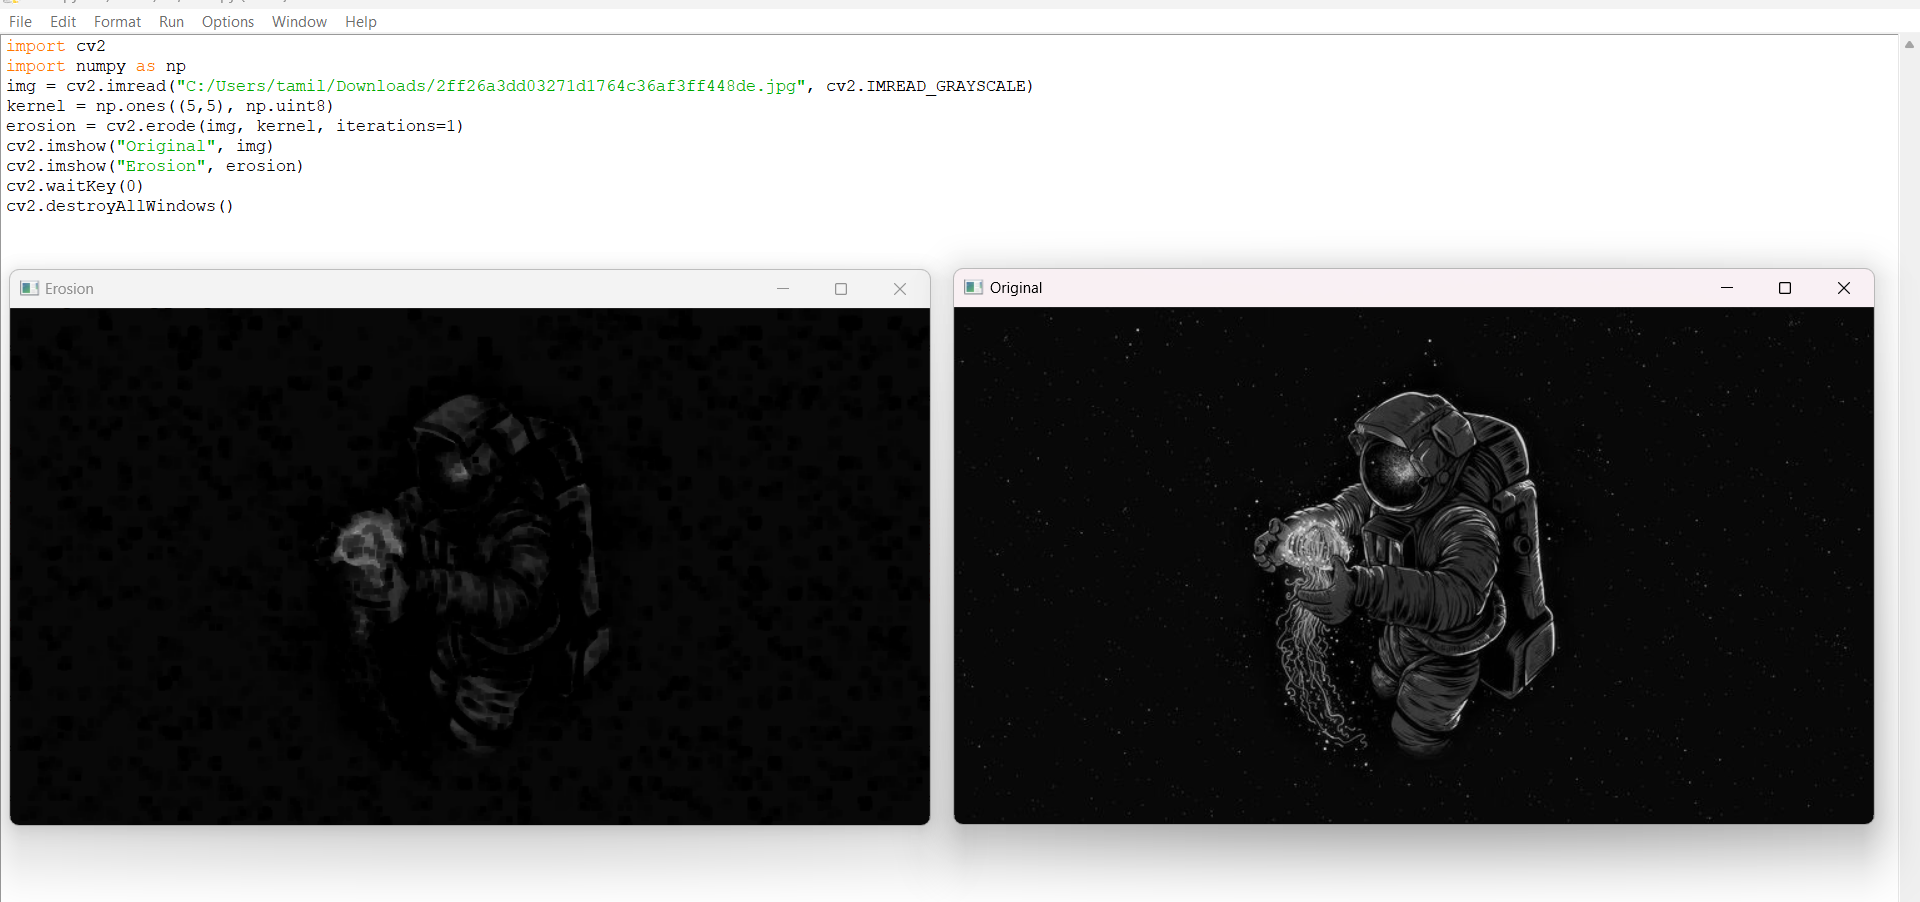 File Edit Format Run Options Window Help
import cv2
import numpy as np
img = cv2.imread("C:/Users/tamil/Downloads/2ff26a3dd03271d1764c36af3ff448de.jpg", cv2.IMREAD_GRAYSCALE)
kernel = np.ones((5,5), np.uint8)
erosion = cv2.erode(img, kernel, iterations=1)
cv2.imshow("Original", img)
cv2.imshow("Erosion", erosion)
cv2.waitKey(0)
cv2.destroyAllWindows()
Erosion
Original